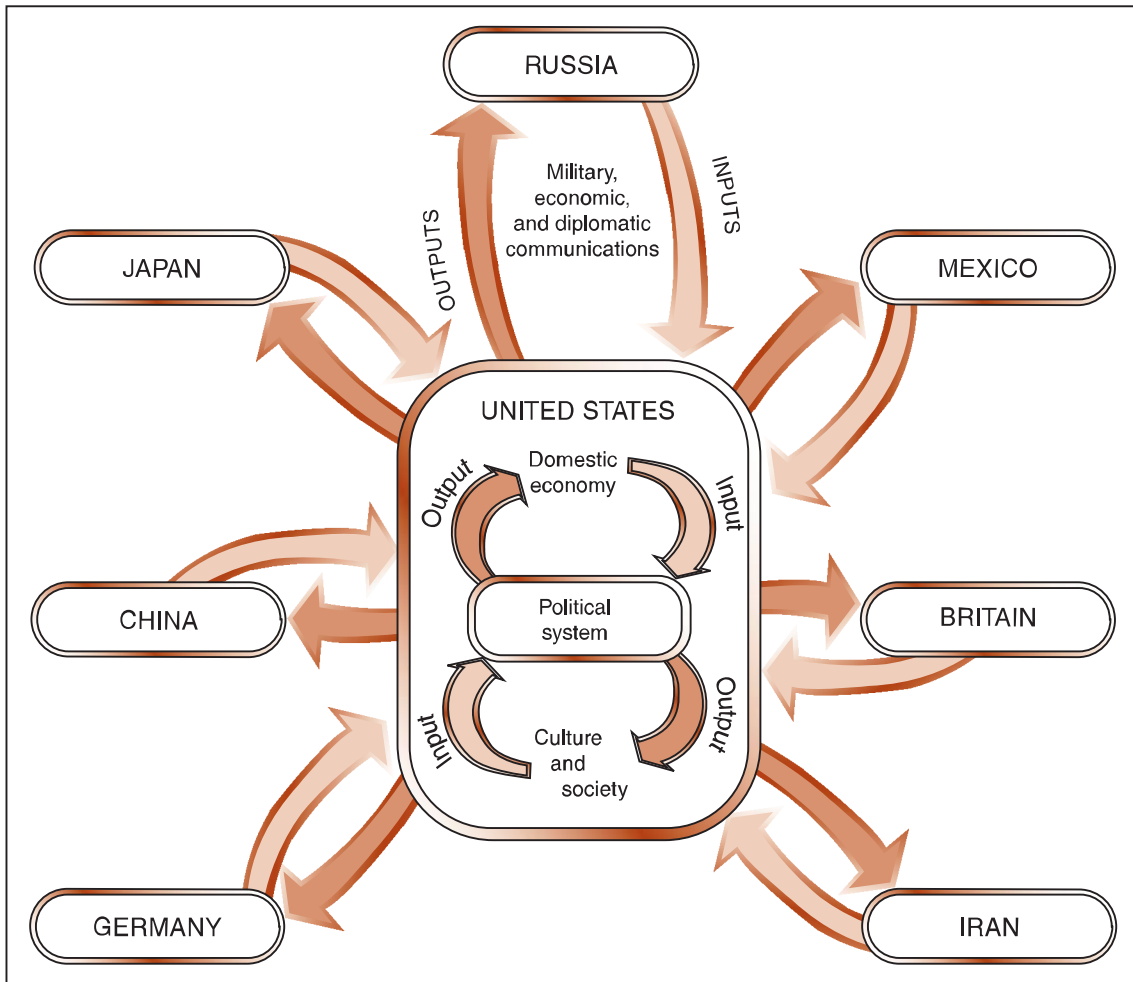 RUSSIA
OUTPUTS
Military,
economic,
and diplomatic
communications
INPUTS
JAPAN
MEXICO
UNITED STATES
Output
Domestic
economy
Input
CHINA
Political
system
BRITAIN
Input
Culture
and
society
Output
GERMANY
IRAN